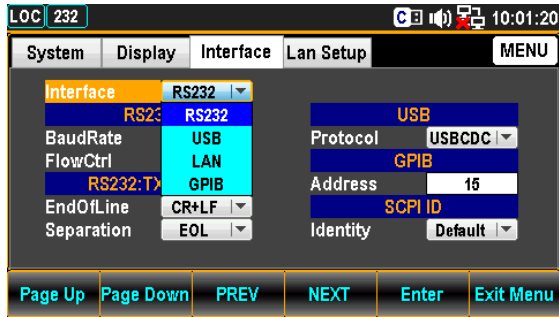 LOC 232 C 10:01:20
System Display Interface Lan Setup MENU
Interface RS232
RS23 RS232 USB
BaudRate USB Protocol USBCDC
FlowCtrl LAN GPIB
RS232:TX GPIB Address 15
EndOfLine CR+LF SCPI ID
Separation EOL Identity Default
Page Up Page Down PREV NEXT Enter Exit Menu